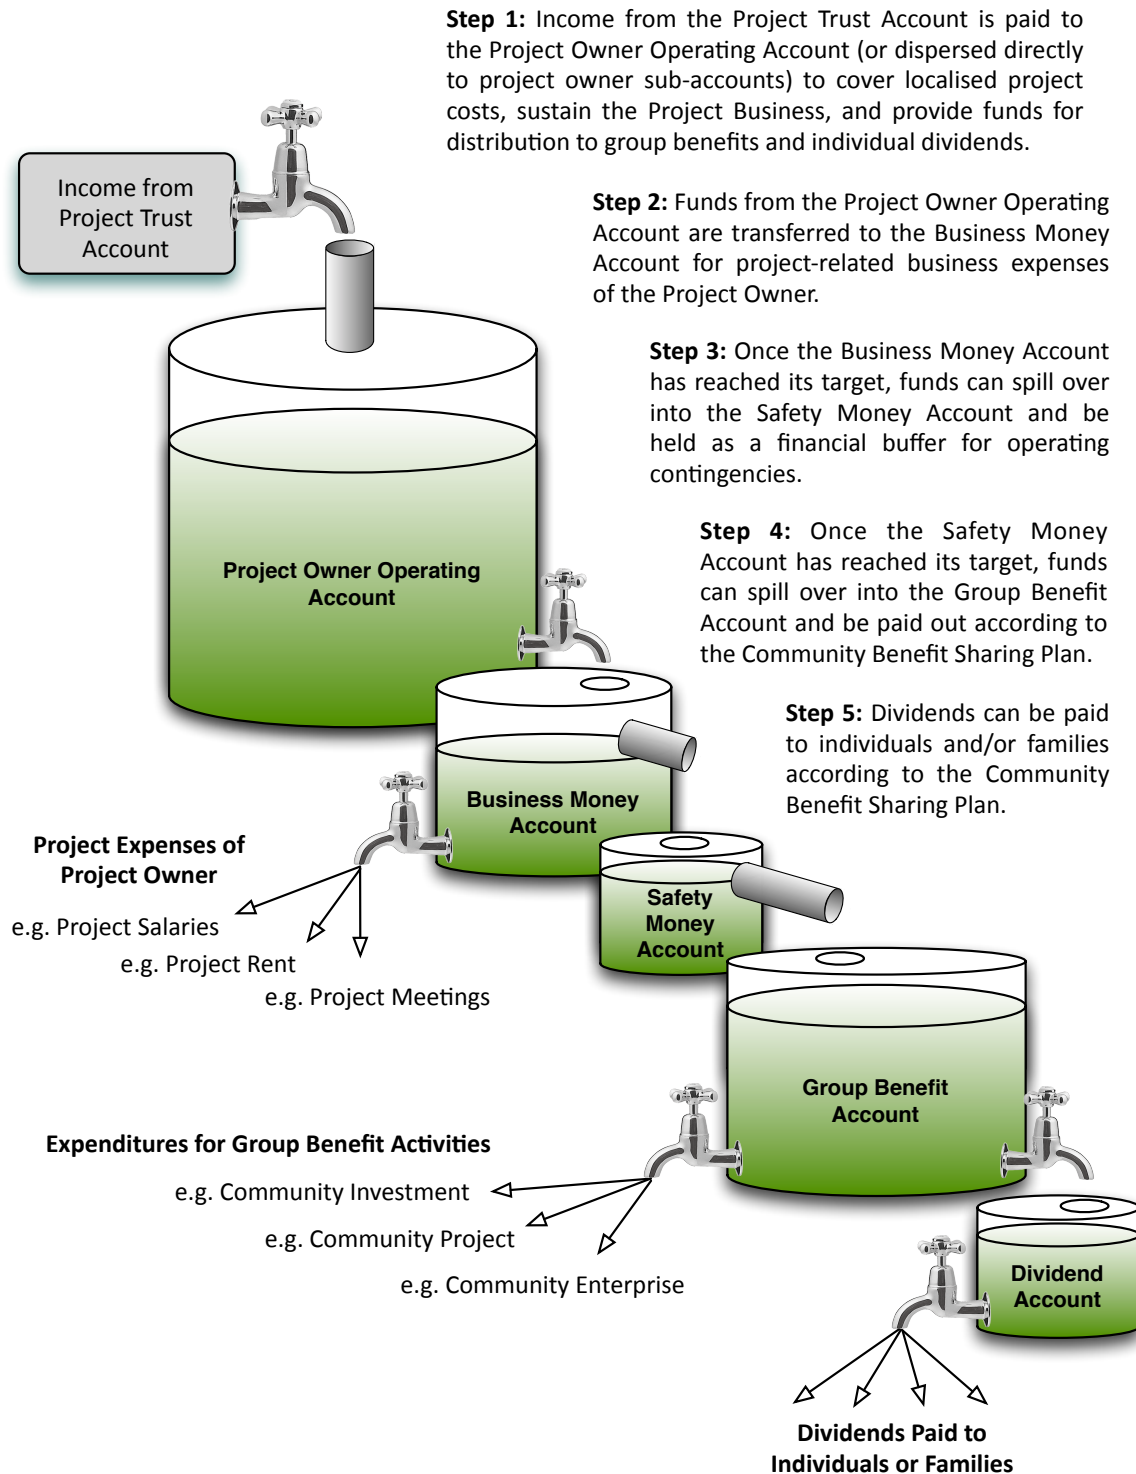 Step 1: Income from the Project Trust Account is paid to
the Project Owner Operating Account (or dispersed directly
to project owner sub-accounts) to cover localised project
costs, sustain the Project Business, and provide funds for
distribution to group benefits and individual dividends.
Income from
Project Trust
Account
Step 2: Funds from the Project Owner Operating
Account are transferred to the Business Money
Account for project-related business expenses
of the Project Owner.
Step 3: Once the Business Money Account
has reached its target, funds can spill over
into the Safety Money Account and be
held as a financial buffer for operating
contingencies.
Step 4: Once the Safety Money
Account has reached its target, funds
can spill over into the Group Benefit
Account and be paid out according to
the Community Benefit Sharing Plan.
Project Owner Operating
Account
Step 5: Dividends can be paid
to individuals and/or families
according to the Community
Benefit Sharing Plan.
Business Money
Account
Project Expenses of
Project Owner
e.g. Project Salaries
e.g. Project Rent
e.g. Project Meetings
Safety
Money
Account
Group Benefit
Account
Expenditures for Group Benefit Activities
e.g. Community Investment
e.g. Community Project
e.g. Community Enterprise
Dividend
Account
Dividends Paid to
Individuals or Families